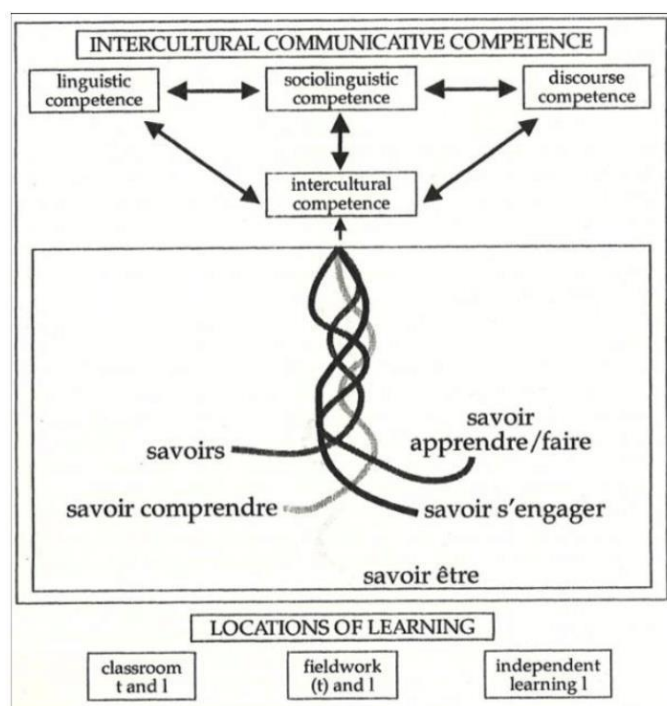 INTERCULTURAL COMMUNICATIVE COMPETENCE
linguistic
competence
sociolinguistic
competence
discourse
competence
intercultural
competence
savoirs
savoir
apprendre/faire
savoir comprendre
savoir s'engager
savoir être
LOCATIONS OF LEARNING
classroom
t and l
fieldwork
(t) and l
independent
learning l